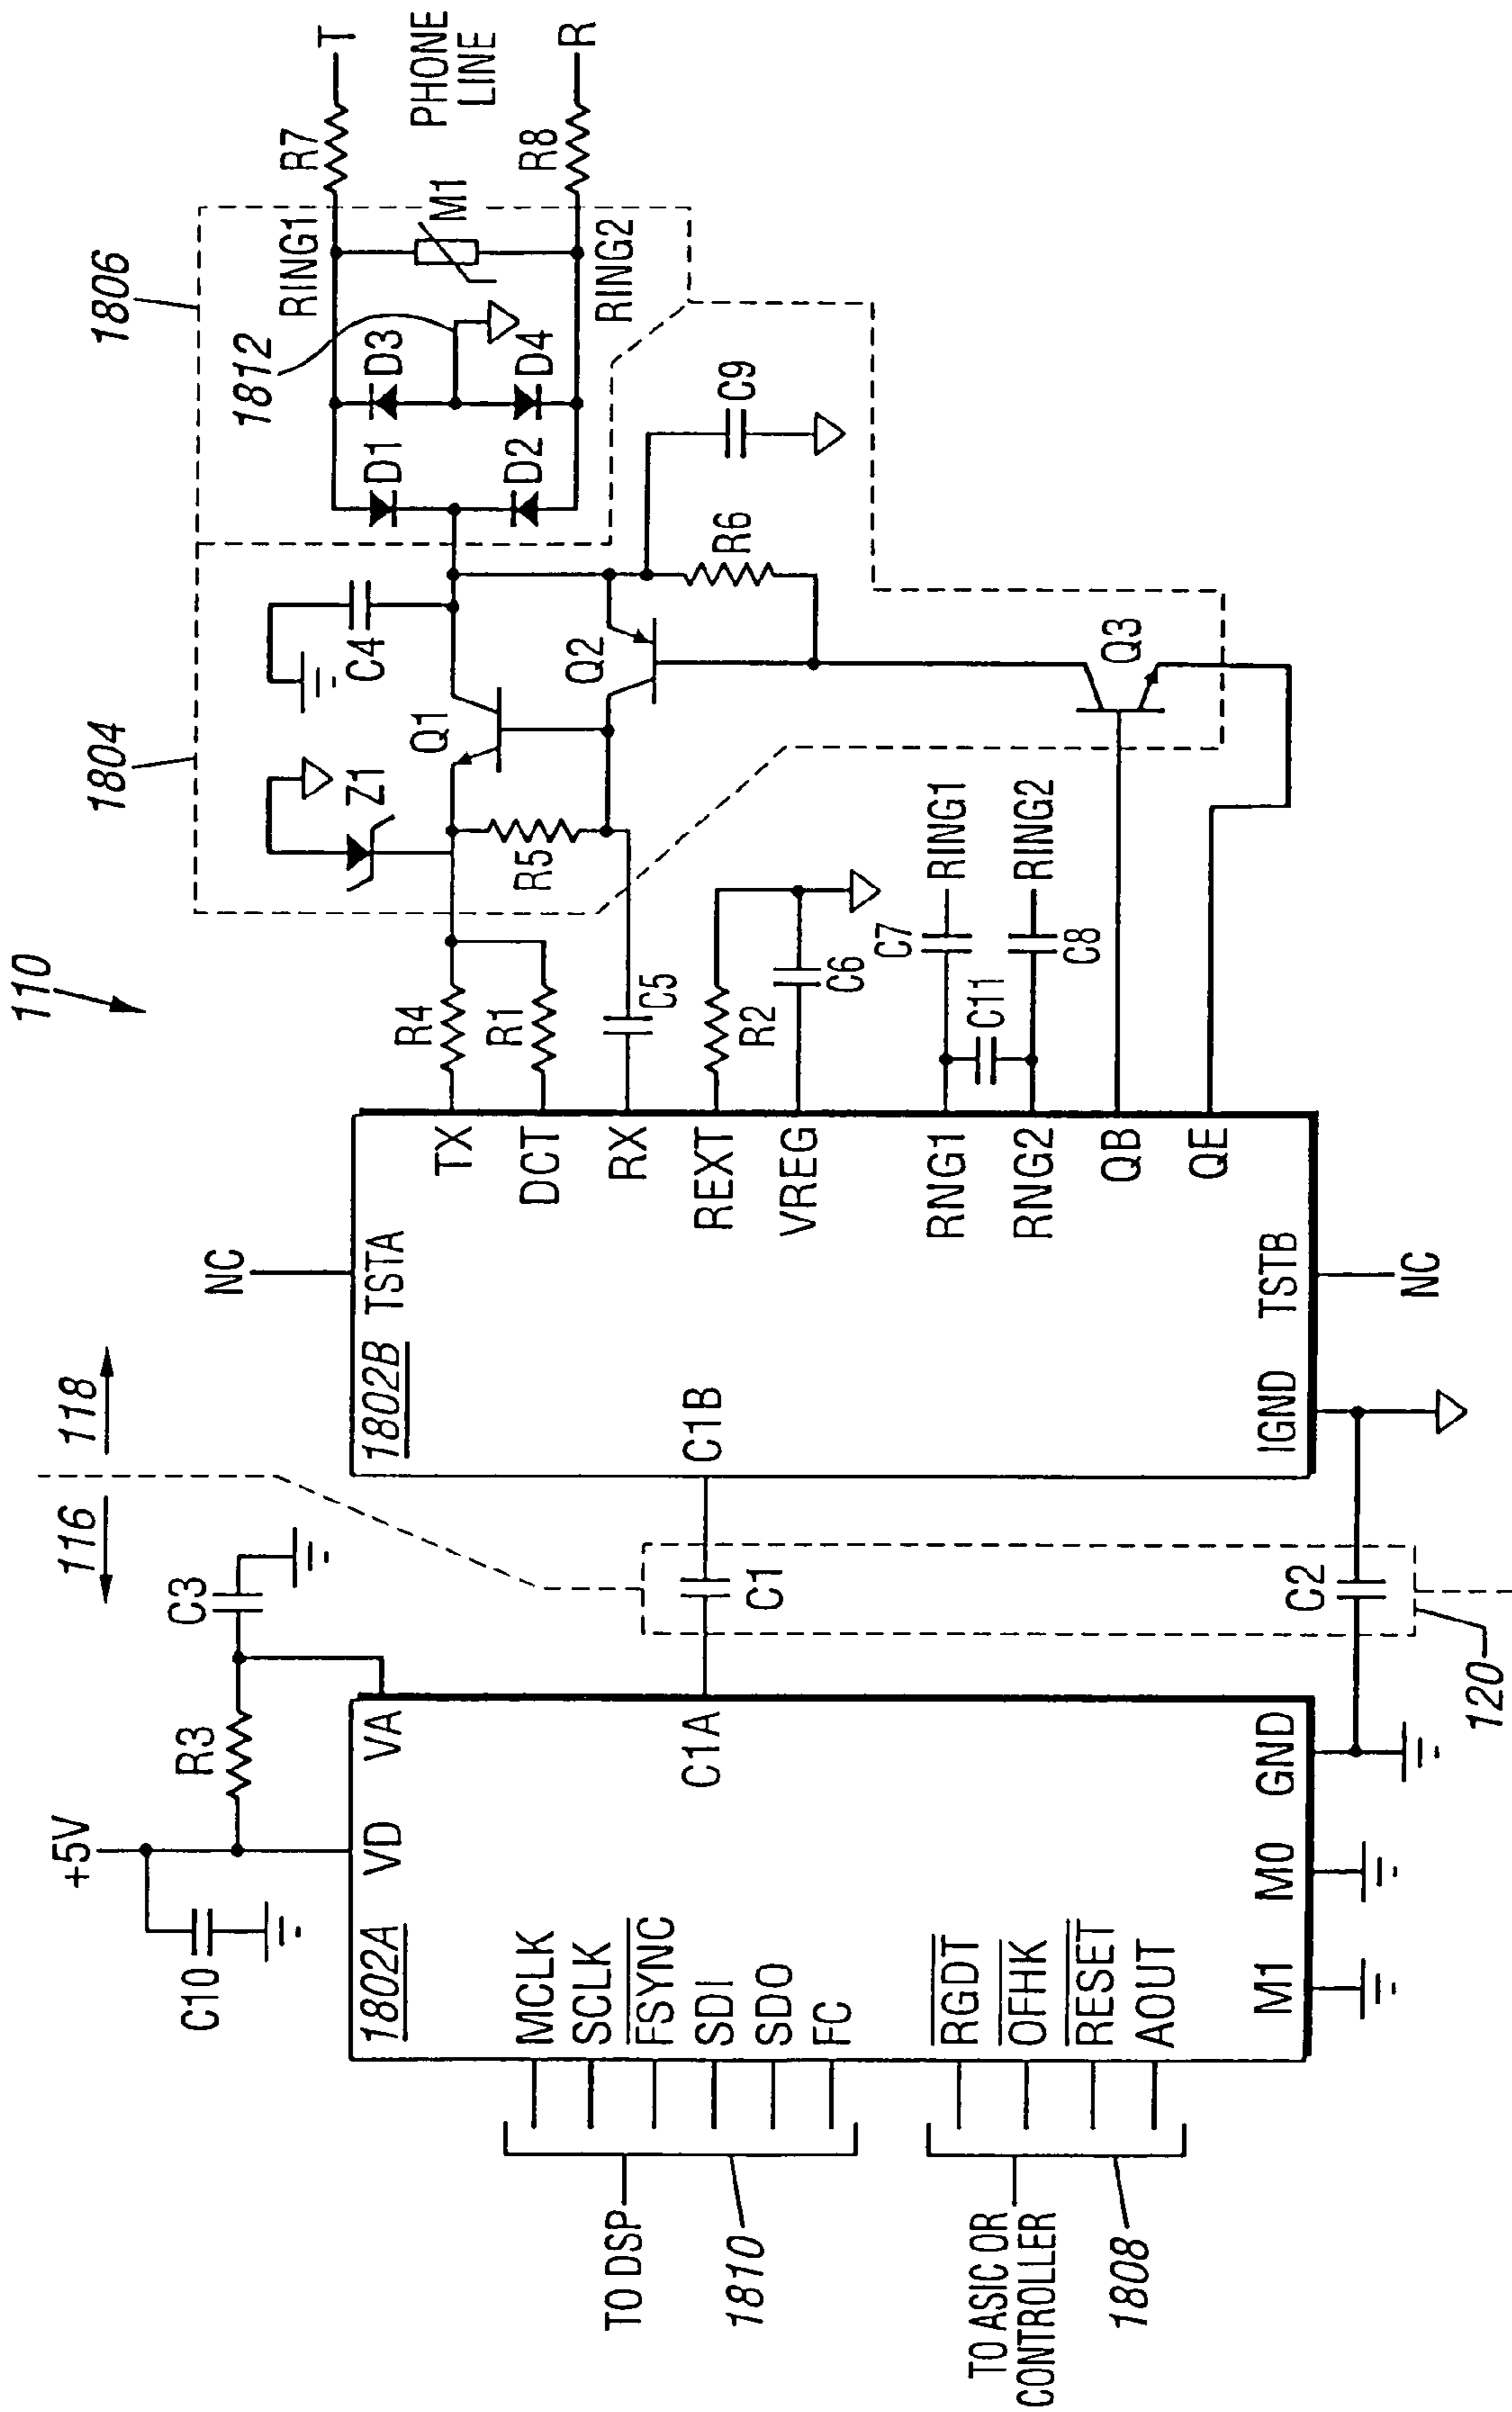 110
116
118
+5V
C10
R3
C3
1802A
VD
VA
MCLK
SCLK
FSYNC
SDI
SDO
FC
RGDT
OFHK
RESET
AOUT
C1A
M1
M0
GND
TO DSP
1810
TO ASIC OR
CONTROLLER
1808
C1
C2
120
NC
1802B
TSTA
C1B
TX
DCT
RX
REXT
VREG
RNG1
RNG2
QB
QE
IGND
TSTB
NC
R4
R1
C5
R2
C6
C7
RING1
C11
C8
RING2
1804
Z1
R5
Q1
C4
Q2
R6
C9
Q3
1806
1812
D1
D3
D2
D4
RING1
M1
RING2
R7
R8
T
PHONE
LINE
R